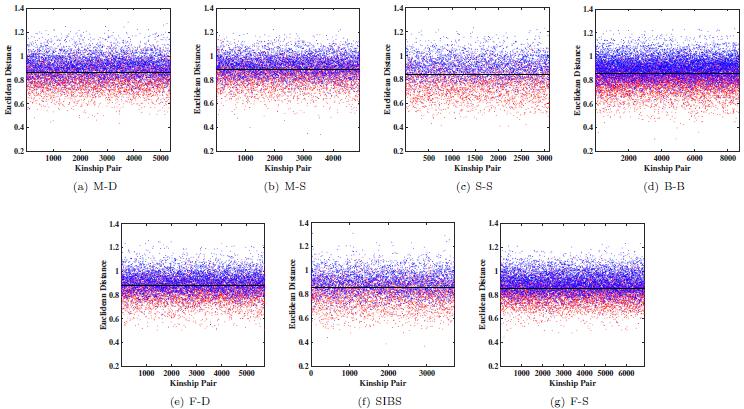 1.4 1.4 1.4 1.4
1.2 1.2 1.2 1.2
1 1 1 1
0.8 0.8 0.8 0.8
0.6 0.6 0.6 0.6
0.4 0.4 0.4 0.4
0.2 0.2 0.2 0.2
Euclidean Distance Euclidean Distance Euclidean Distance Euclidean Distance
1000 2000 3000 4000 5000 1000 2000 3000 4000 500 1000 1500 2000 2500 3000 2000 4000 6000 8000
Kinship Pair Kinship Pair Kinship Pair Kinship Pair
(a) M-D (b) M-S (c) S-S (d) B-B
1.4 1.4 1.4
1.2 1.2 1.2
1 1 1
0.8 0.8 0.8
0.6 0.6 0.6
0.4 0.4 0.4
0.2 0.2 0.2
Euclidean Distance Euclidean Distance Euclidean Distance
1000 2000 3000 4000 5000 0 1000 2000 3000 1000 2000 3000 4000 5000 6000
Kinship Pair Kinship Pair Kinship Pair
(e) F-D (f) SIBS (g) F-S